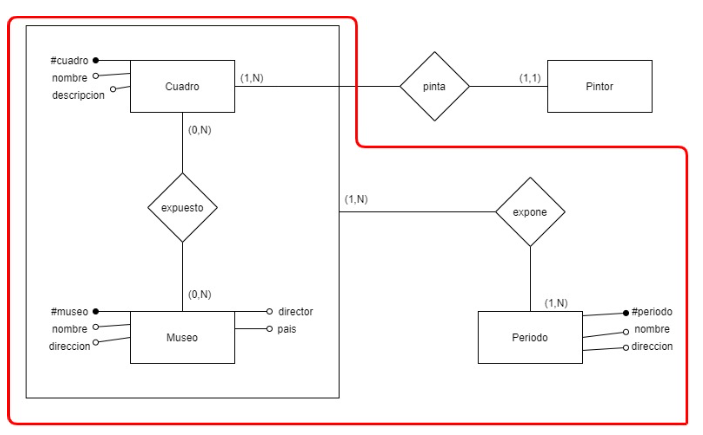 #cuadro
nombre
descripcion
Cuadro
(1,N)
pinta
(1,1)
Pintor
(0,N)
expuesto
(1,N)
expone
(0,N)
(1,N)
#museo
nombre
direccion
Museo
director
pais
Periodo
#periodo
nombre
direccion